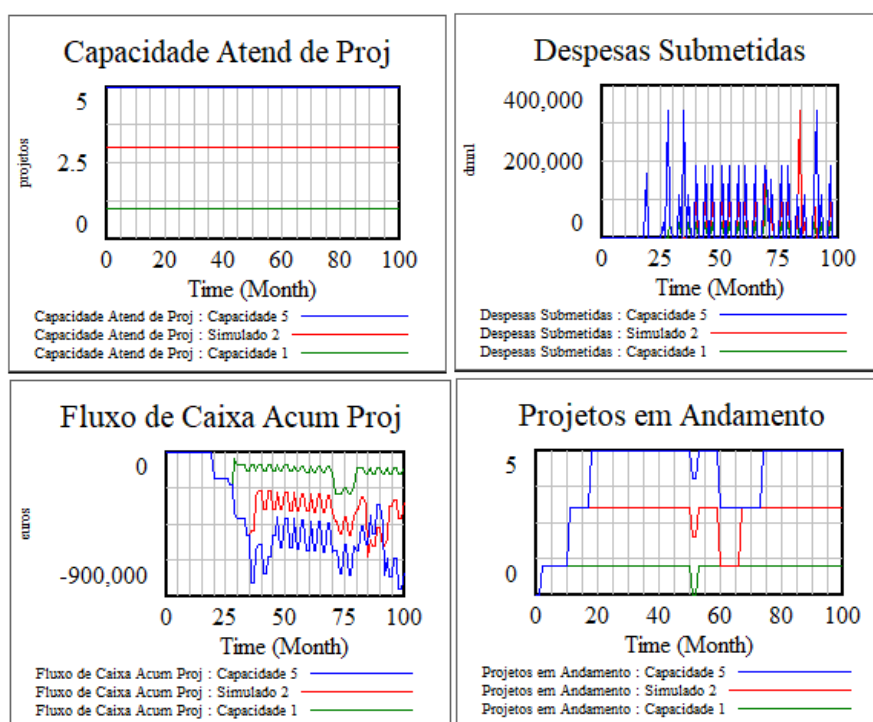 Capacidade Atend de Proj
5
2.5
0
projetos
0 20 40 60 80 100
Time (Month)
Capacidade Atend de Proj : Capacidade 5
Capacidade Atend de Proj : Simulado 2
Capacidade Atend de Proj : Capacidade 1
Despesas Submetidas
400,000
200,000
0
dmnl
0 25 50 75 100
Time (Month)
Despesas Submetidas : Capacidade 5
Despesas Submetidas : Simulado 2
Despesas Submetidas : Capacidade 1
Fluxo de Caixa Acum Proj
0
-900,000
euros
0 25 50 75 100
Time (Month)
Fluxo de Caixa Acum Proj : Capacidade 5
Fluxo de Caixa Acum Proj : Simulado 2
Fluxo de Caixa Acum Proj : Capacidade 1
Projetos em Andamento
5
0
0 20 40 60 80 100
Time (Month)
Projetos em Andamento : Capacidade 5
Projetos em Andamento : Simulado 2
Projetos em Andamento : Capacidade 1